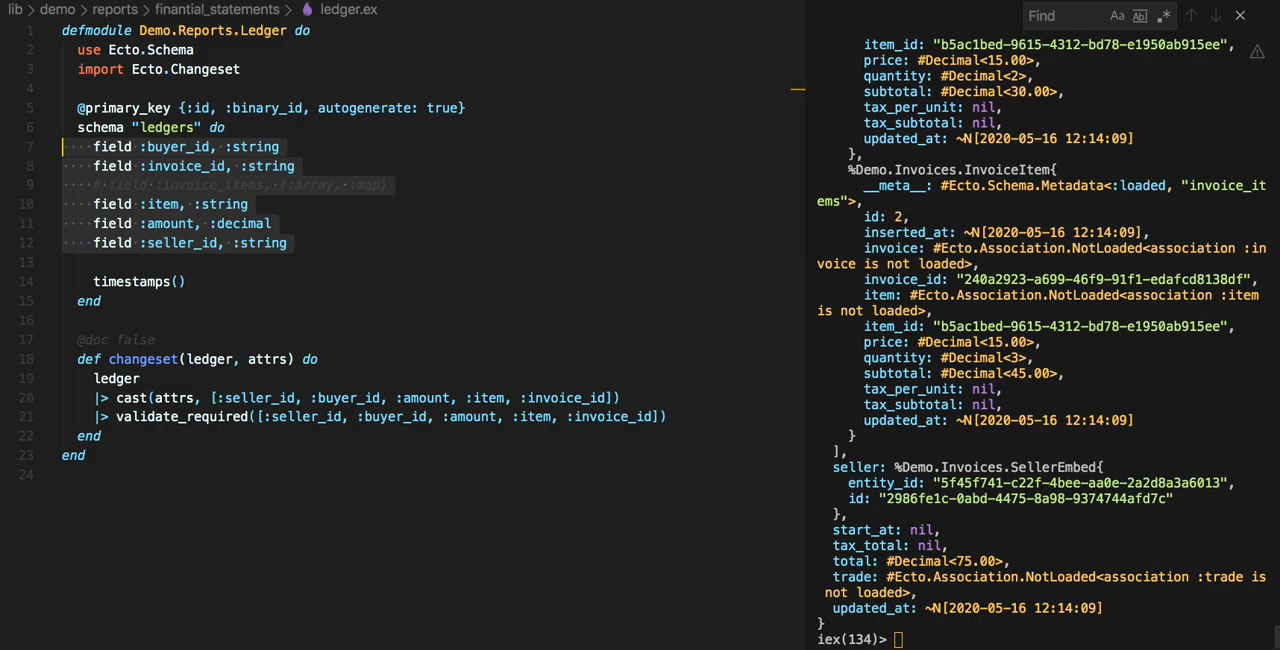 lib > demo > reports > finantial_statements > ledger.ex
1 defmodule Demo.Reports.Ledger do
2 use Ecto.Schema
3 import Ecto.Changeset
4
5 @primary_key {:id, :binary_id, autogenerate: true}
6 schema "ledgers" do
7 field :buyer_id, :string
8 field :invoice_id, :string
9 # field :invoice_items, {:array, :map}
10 field :item, :string
11 field :amount, :decimal
12 field :seller_id, :string
13
14 timestamps()
15 end
16
17 @doc false
18 def changeset(ledger, attrs) do
19 ledger
20 |> cast(attrs, [:seller_id, :buyer_id, :amount, :item, :invoice_id])
21 |> validate_required([:seller_id, :buyer_id, :amount, :item, :invoice_id])
22 end
23 end
24
Find Aa Abl .*
item_id: "b5ac1bed-9615-4312-bd78-e1950ab915ee",
price: #Decimal<15.00>,
quantity: #Decimal<2>,
subtotal: #Decimal<30.00>,
tax_per_unit: nil,
tax_subtotal: nil,
updated_at: ~N[2020-05-16 12:14:09]
},
%Demo.Invoices.InvoiceItem{
__meta__: #Ecto.Schema.Metadata<:loaded, "invoice_it
ems">,
id: 2,
inserted_at: ~N[2020-05-16 12:14:09],
invoice: #Ecto.Association.NotLoaded<association :in
voice is not loaded>,
invoice_id: "240a2923-a699-46f9-91f1-edafcd8138df",
item: #Ecto.Association.NotLoaded<association :item
is not loaded>,
item_id: "b5ac1bed-9615-4312-bd78-e1950ab915ee",
price: #Decimal<15.00>,
quantity: #Decimal<3>,
subtotal: #Decimal<45.00>,
tax_per_unit: nil,
tax_subtotal: nil,
updated_at: ~N[2020-05-16 12:14:09]
}
],
seller: %Demo.Invoices.SellerEmbed{
entity_id: "5f45f741-c22f-4bee-aa0e-2a2d8a3a6013",
id: "2986fe1c-0abd-4475-8a98-9374744afd7c"
},
start_at: nil,
tax_total: nil,
total: #Decimal<75.00>,
trade: #Ecto.Association.NotLoaded<association :trade is
not loaded>,
updated_at: ~N[2020-05-16 12:14:09]
}
iex(134)>